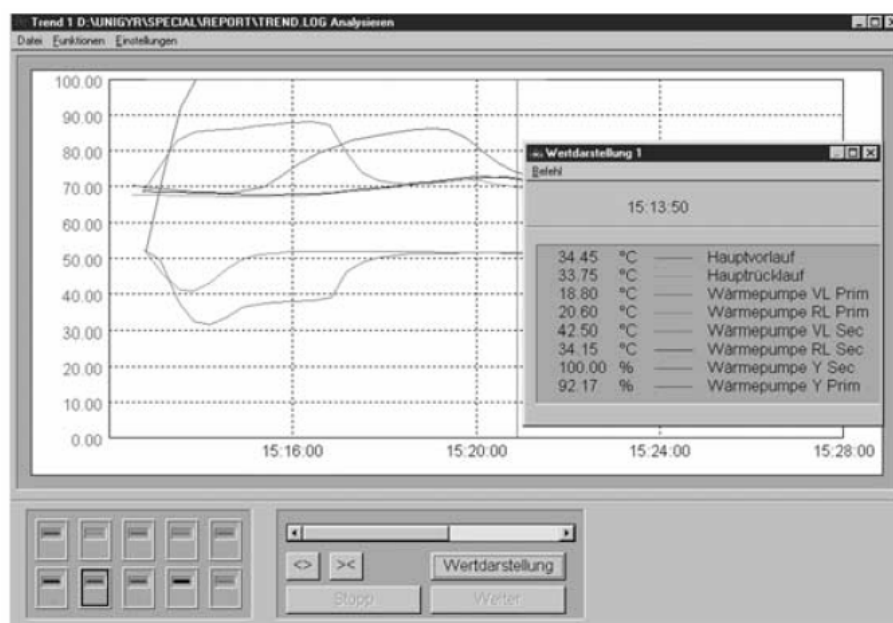 Trend 1 D:\UNIGYR\SPECIAL\REPORT\TREND.LOG Analysieren
Datei Funktionen Einstellungen
100.00
90.00
80.00
70.00
60.00
50.00
40.00
30.00
20.00
10.00
0.00
15:16:00 15:20:00 15:24:00 15:28:00
Wertdarstellung 1
Befehl
15:13:50
34.45 °C Hauptvorlauf
33.75 °C Hauptrücklauf
18.80 °C Wärmepumpe VL Prim
20.60 °C Wärmepumpe RL Prim
42.50 °C Wärmepumpe VL Sec
34.15 °C Wärmepumpe RL Sec
100.00 % Wärmepumpe Y Sec
92.17 % Wärmepumpe Y Prim
<> >< Wertdarstellung
Stopp Weiter